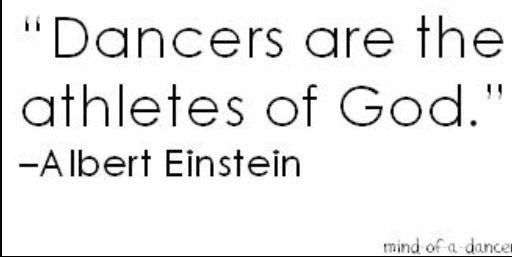 “Dancers are the
athletes of God.”
–Albert Einstein
mind-of-a-dancer